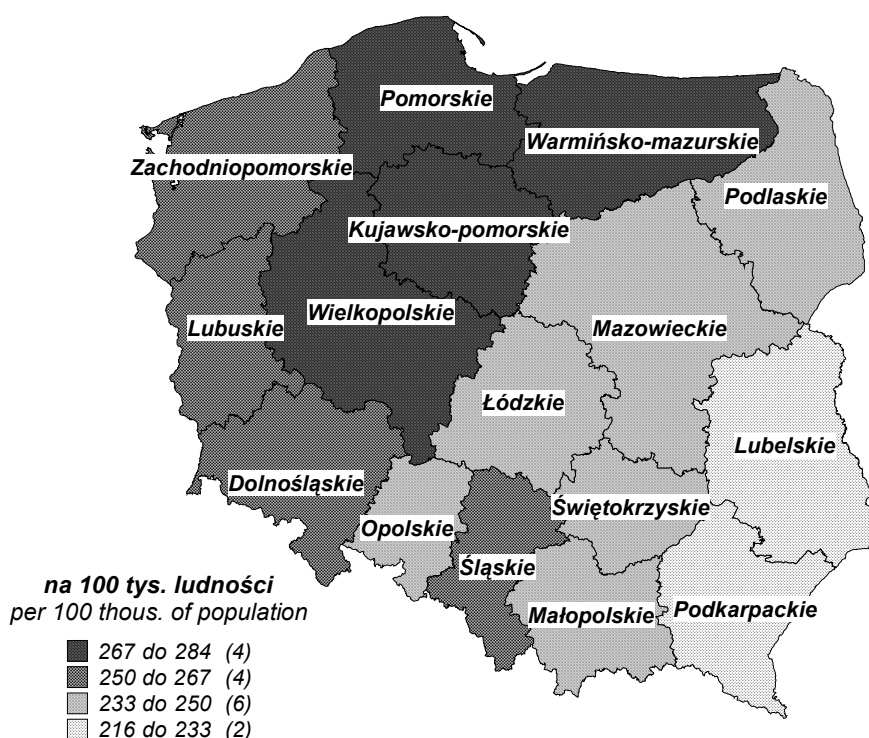 Pomorskie
Warmińsko-mazurskie
Zachodniopomorskie
Podlaskie
Kujawsko-pomorskie
Wielkopolskie
Lubuskie
Mazowieckie
Łódzkie
Lubelskie
Dolnośląskie
Świętokrzyskie
Opolskie
Śląskie
Małopolskie
Podkarpackie
na 100 tys. ludności
per 100 thous. of population
267 do 284 (4)
250 do 267 (4)
233 do 250 (6)
216 do 233 (2)